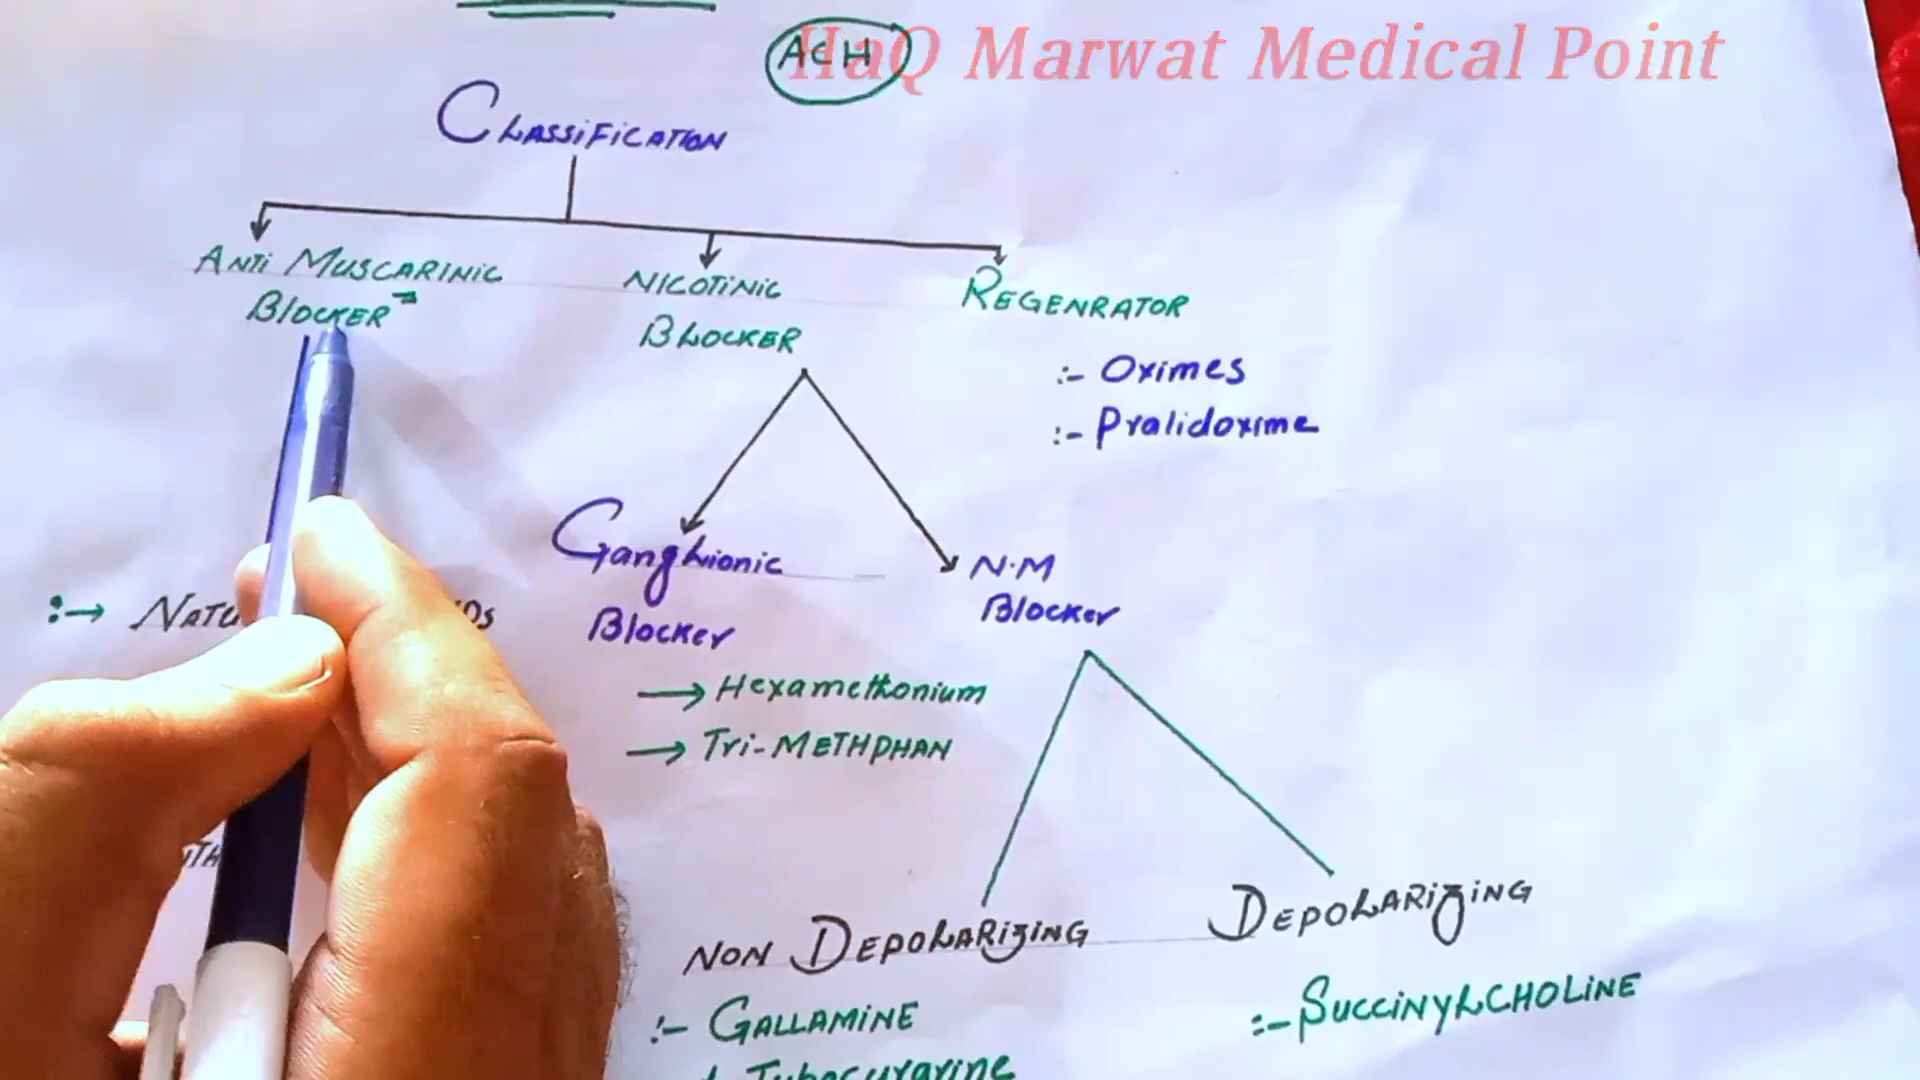 ACH
HaQ Marwat Medical Point
CLASSiFiCATION
ANTi MUSCARiNiC
BlOCKER
NICOTiNiC
BLOCKER
REGENRATOR
:- Oximes
:- Pralidoxime
GangLionic
Blocker
N.M
Blocker
→ Hexamethonium
→ Tri-METHPHAN
NON DEPOLARiZiNG
DEPOLARiZiNG
:- GALLAMiNE
:- SUCCiNYLCHOLiNE
Tubocurarine